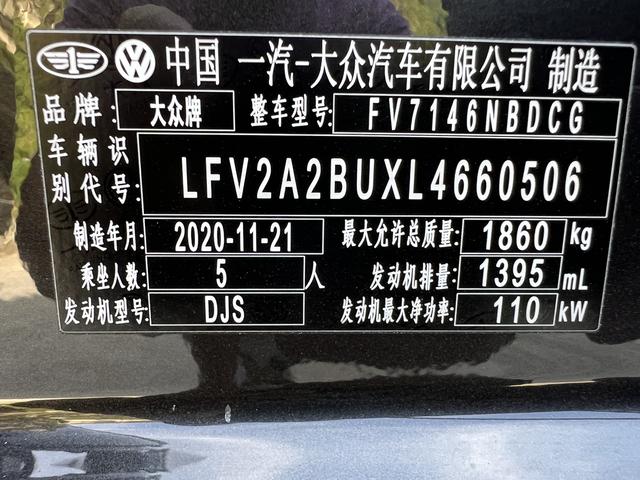 中国 一汽-大众汽车有限公司 制造
品牌: 大众牌 整车型号: FV7146NBDCG
车辆识别代号: LFV2A2BUXL4660506
制造年月: 2020-11-21 最大允许总质量: 1860 kg
乘坐人数: 5 人 发动机排量: 1395 mL
发动机型号: DJS 发动机最大净功率: 110 kW